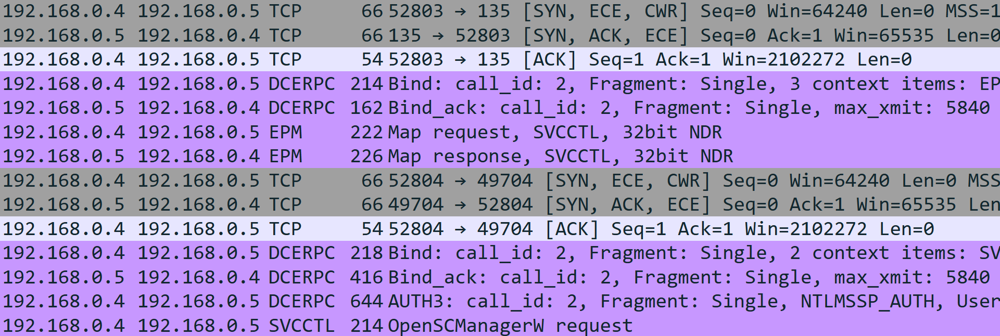 192.168.0.4 192.168.0.5 TCP 66 52803 → 135 [SYN, ECE, CWR] Seq=0 Win=64240 Len=0 MSS=1
192.168.0.5 192.168.0.4 TCP 66 135 → 52803 [SYN, ACK, ECE] Seq=0 Ack=1 Win=65535 Len=0
192.168.0.4 192.168.0.5 TCP 54 52803 → 135 [ACK] Seq=1 Ack=1 Win=2102272 Len=0
192.168.0.4 192.168.0.5 DCERPC 214 Bind: call_id: 2, Fragment: Single, 3 context items: EP
192.168.0.5 192.168.0.4 DCERPC 162 Bind_ack: call_id: 2, Fragment: Single, max_xmit: 5840
192.168.0.4 192.168.0.5 EPM 222 Map request, SVCCTL, 32bit NDR
192.168.0.5 192.168.0.4 EPM 226 Map response, SVCCTL, 32bit NDR
192.168.0.4 192.168.0.5 TCP 66 52804 → 49704 [SYN, ECE, CWR] Seq=0 Win=64240 Len=0 MSS
192.168.0.5 192.168.0.4 TCP 66 49704 → 52804 [SYN, ACK, ECE] Seq=0 Ack=1 Win=65535 Len
192.168.0.4 192.168.0.5 TCP 54 52804 → 49704 [ACK] Seq=1 Ack=1 Win=2102272 Len=0
192.168.0.4 192.168.0.5 DCERPC 218 Bind: call_id: 2, Fragment: Single, 2 context items: SV
192.168.0.5 192.168.0.4 DCERPC 416 Bind_ack: call_id: 2, Fragment: Single, max_xmit: 5840
192.168.0.4 192.168.0.5 DCERPC 644 AUTH3: call_id: 2, Fragment: Single, NTLMSSP_AUTH, User
192.168.0.4 192.168.0.5 SVCCTL 214 OpenSCManagerW request